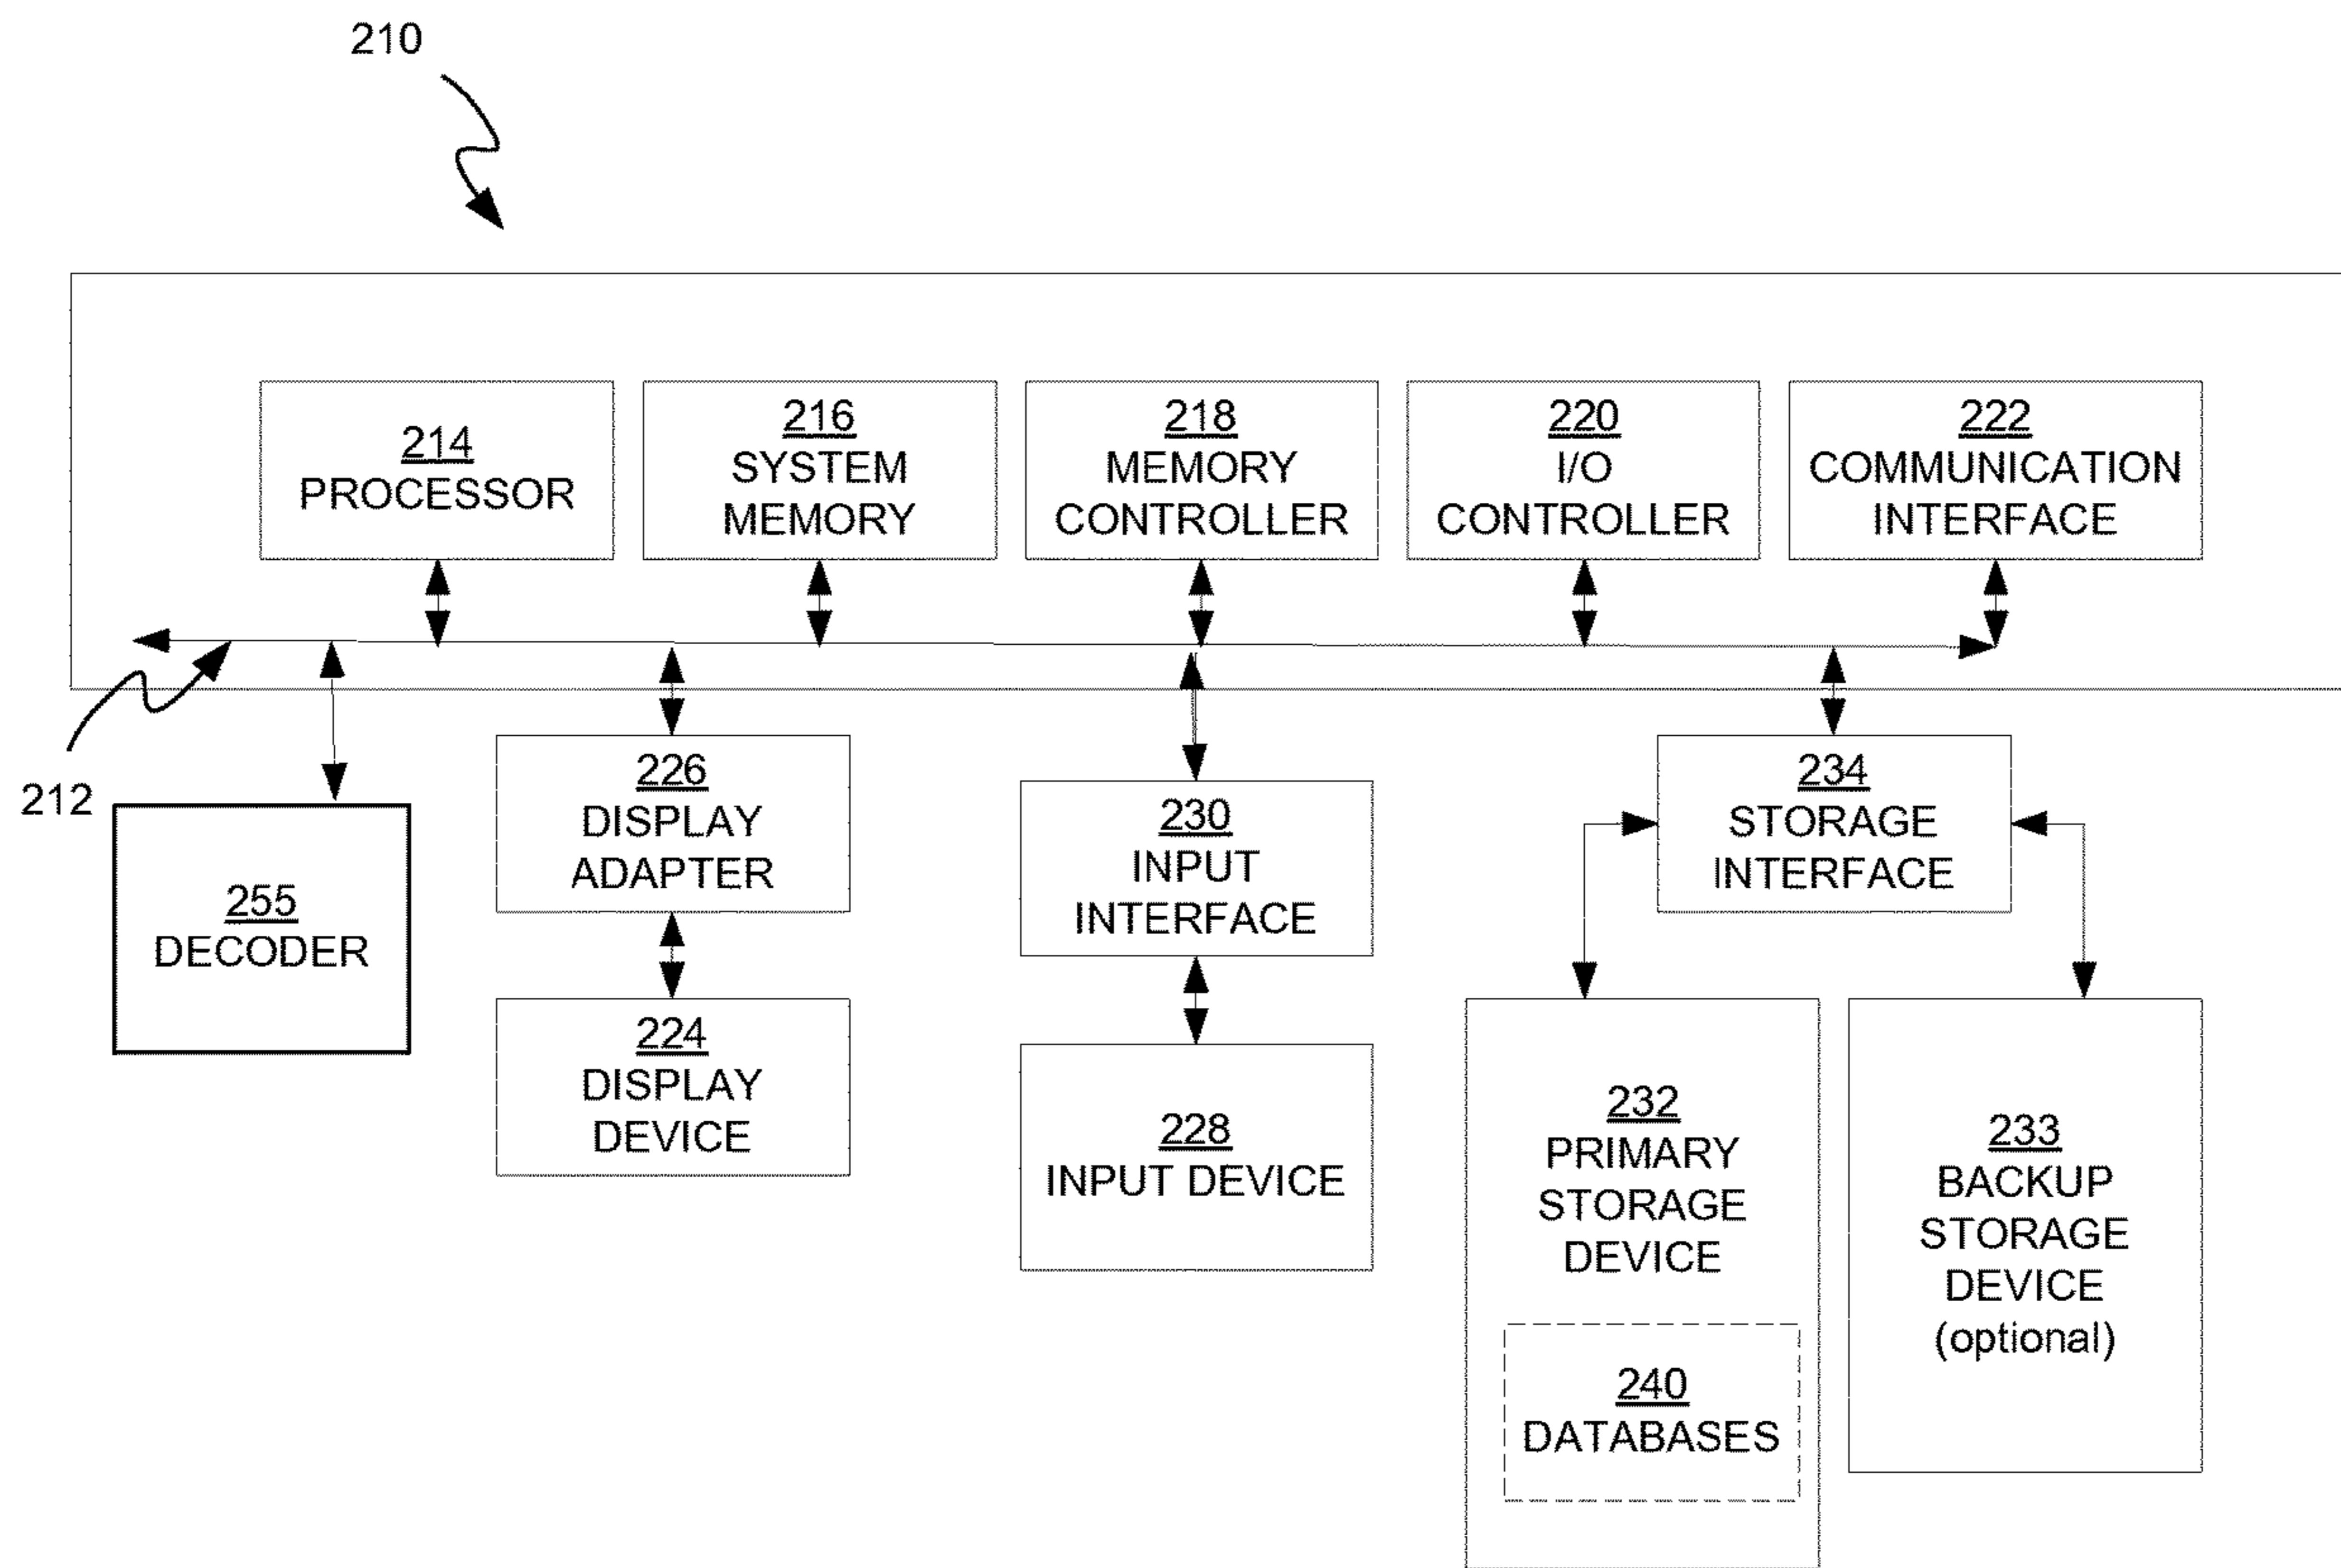 210
214
PROCESSOR
216
SYSTEM
MEMORY
218
MEMORY
CONTROLLER
220
I/O
CONTROLLER
222
COMMUNICATION
INTERFACE
212
255
DECODER
226
DISPLAY
ADAPTER
224
DISPLAY
DEVICE
230
INPUT
INTERFACE
228
INPUT DEVICE
234
STORAGE
INTERFACE
232
PRIMARY
STORAGE
DEVICE
240
DATABASES
233
BACKUP
STORAGE
DEVICE
(optional)